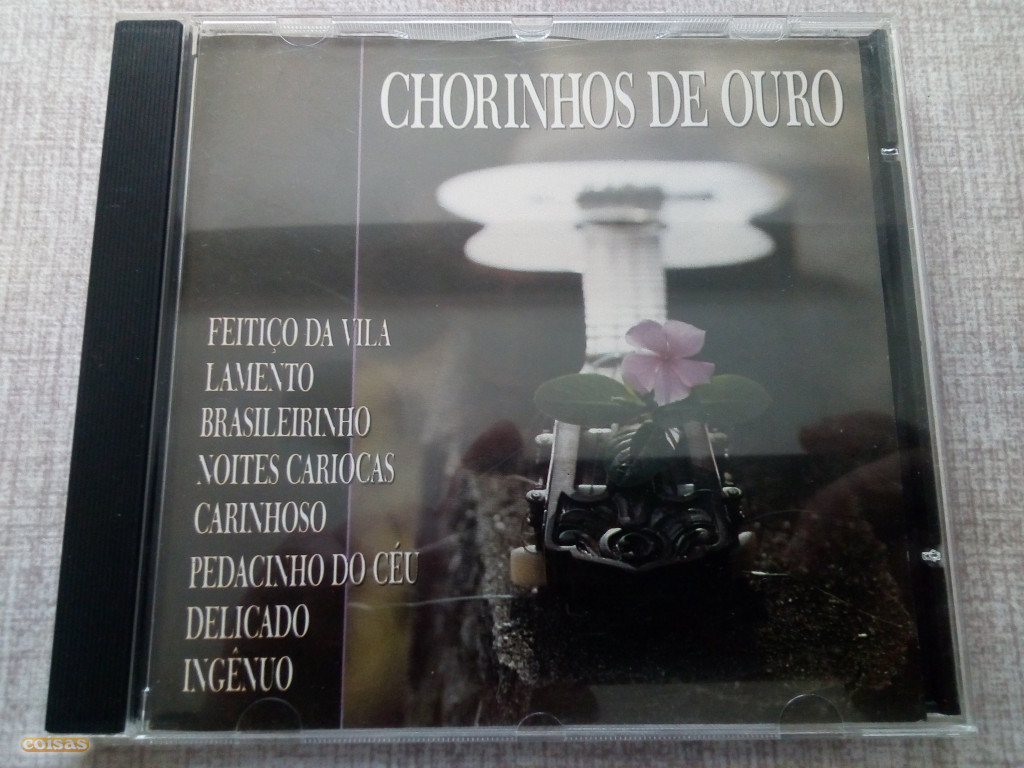 CHORINHOS DE OURO
FEITIÇO DA VILA
LAMENTO
BRASILEIRINHO
NOITES CARIOCAS
CARINHOSO
PEDACINHO DO CÉU
DELICADO
INGÊNUO
coisas